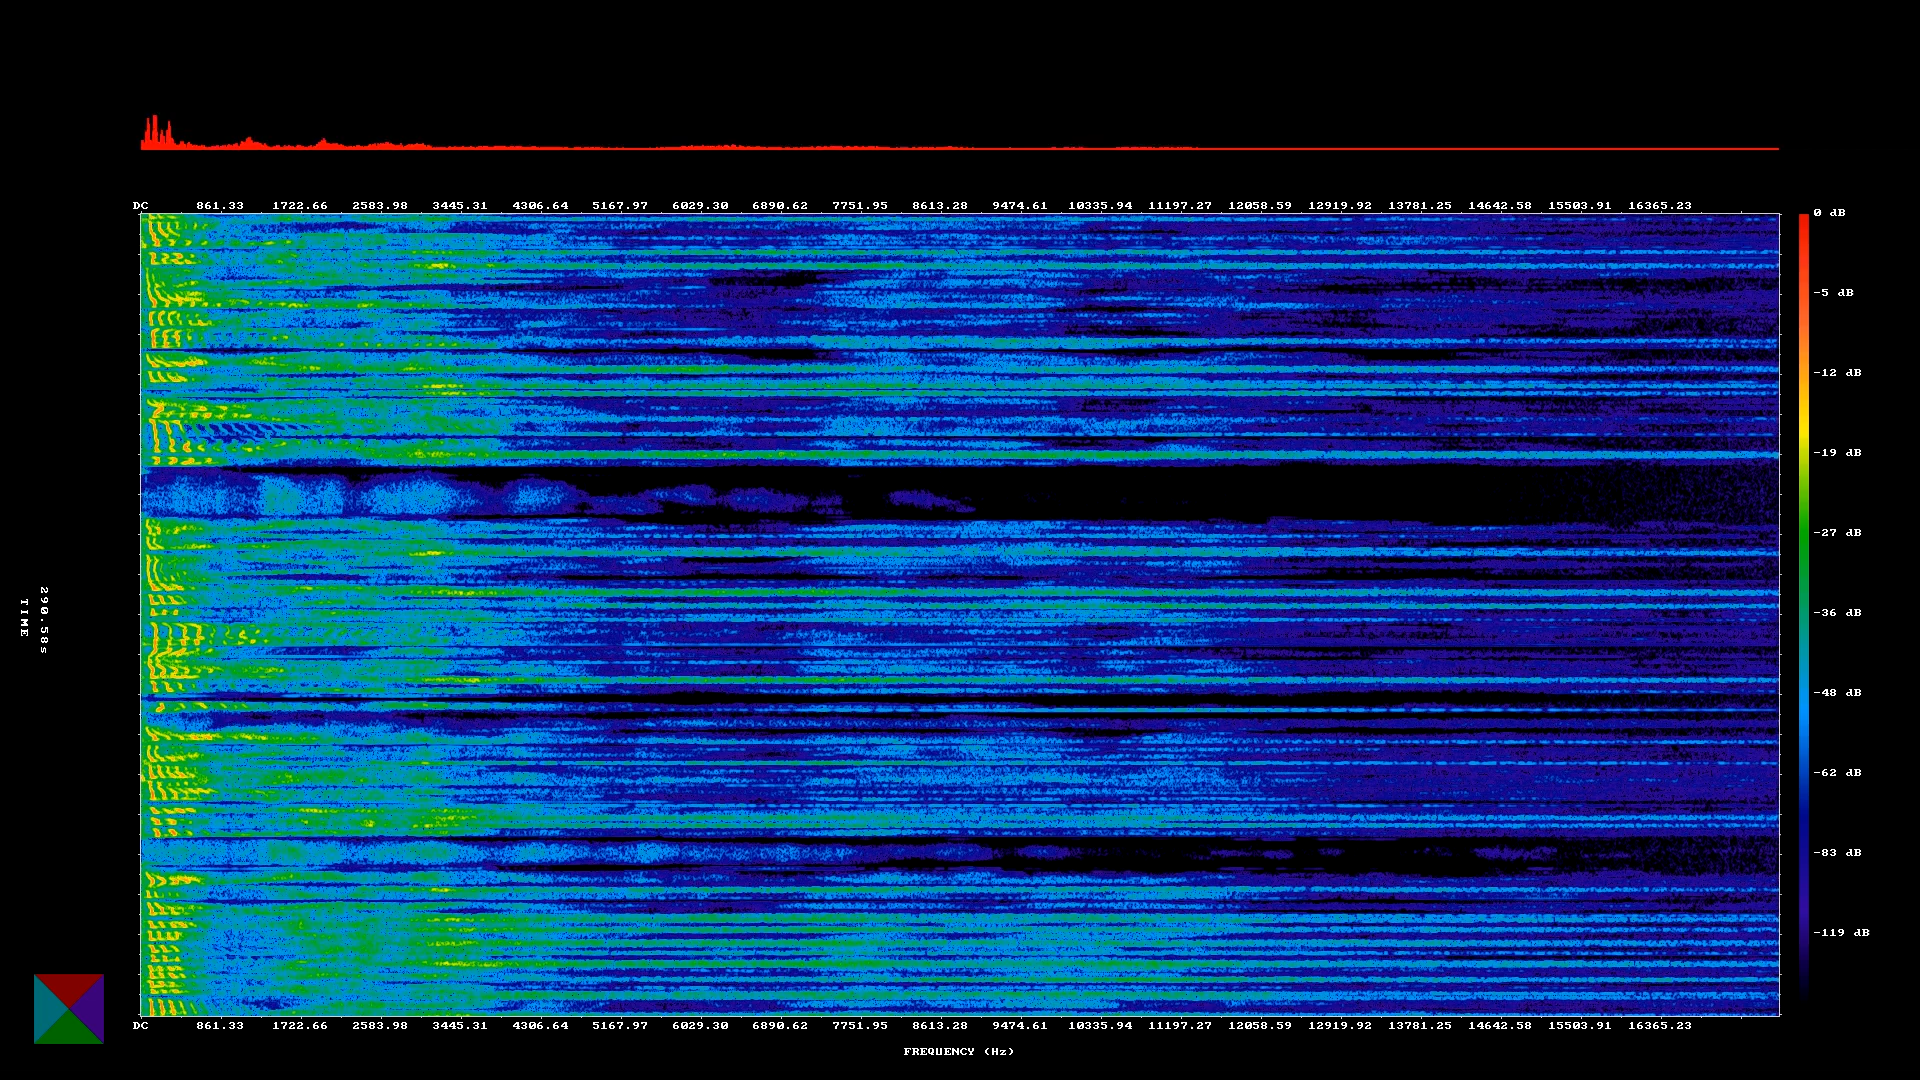 DC 861.33 1722.66 2583.98 3445.31 4306.64 5167.97 6029.30 6890.62 7751.95 8613.28 9474.61 10335.94 11197.27 12058.59 12919.92 13781.25 14642.58 15503.91 16365.23
0 dB
-5 dB
-12 dB
-19 dB
-27 dB
-36 dB
-48 dB
-62 dB
-83 dB
-119 dB
290.58s
TIME
DC 861.33 1722.66 2583.98 3445.31 4306.64 5167.97 6029.30 6890.62 7751.95 8613.28 9474.61 10335.94 11197.27 12058.59 12919.92 13781.25 14642.58 15503.91 16365.23
FREQUENCY (Hz)